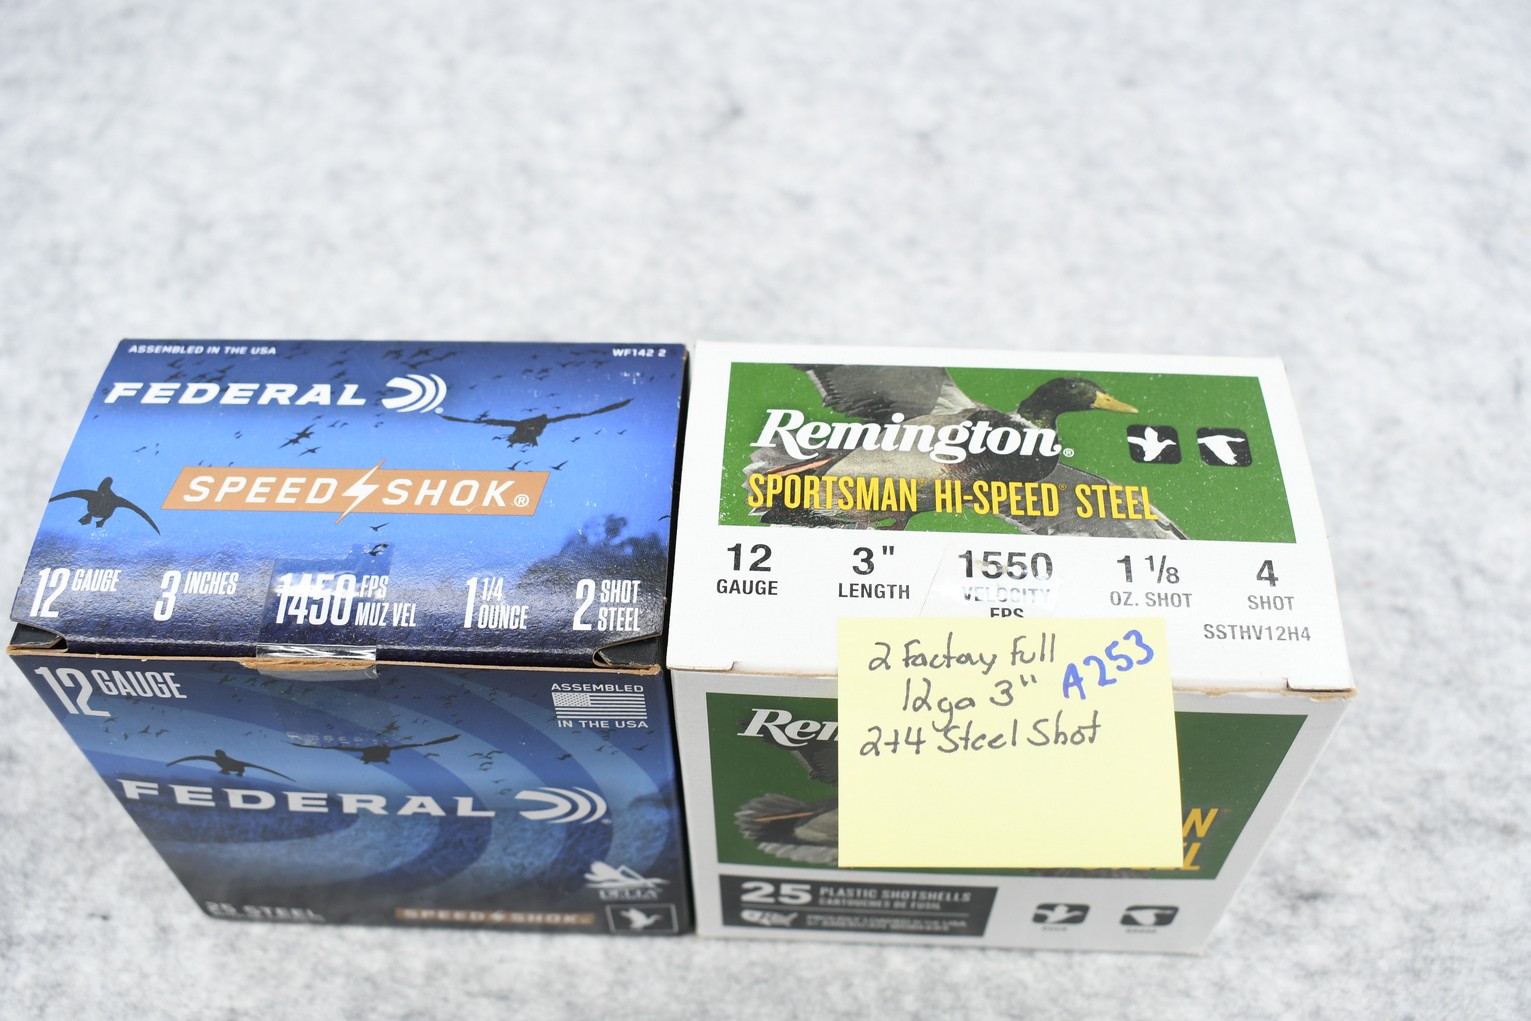 ASSEMBLED IN THE USA
WF142 2
FEDERAL
SPEED SHOK®
12 GAUGE
3 INCHES
1450 FPS MUZ VEL
1 1/4 OUNCE
2 SHOT STEEL
12 GAUGE
ASSEMBLED
IN THE USA
FEDERAL
DELTA
25 STEEL
SPEED SHOK®
Remington®
SPORTSMAN® HI-SPEED® STEEL
12 GAUGE
3" LENGTH
1550 VELOCITY FPS
1 1/8 OZ. SHOT
4 SHOT
SSTHV12H4
2 Factory Full
12ga 3"
A253
2+4 Steel Shot
Rem
N
EL
25 PLASTIC SHOTSHELLS
CARTOUCHES DE FUSIL